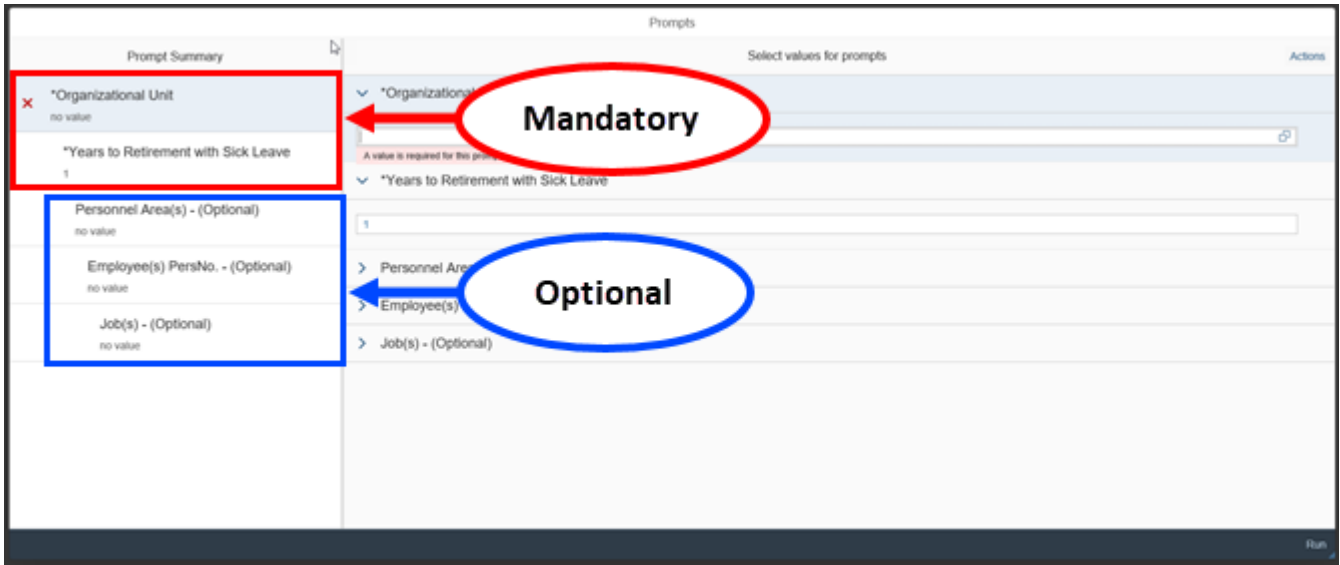 Prompts
Prompt Summary
Select values for prompts
Actions
*Organizational Unit
no value
*Years to Retirement with Sick Leave
1
Personnel Area(s) - (Optional)
no value
Employee(s) PersNo. - (Optional)
no value
Job(s) - (Optional)
no value
*Organizational
Mandatory
A value is required for this
*Years to Retirement with Sick Leave
1
Personnel
Optional
Employee(s)
Job(s) - (Optional)
Run